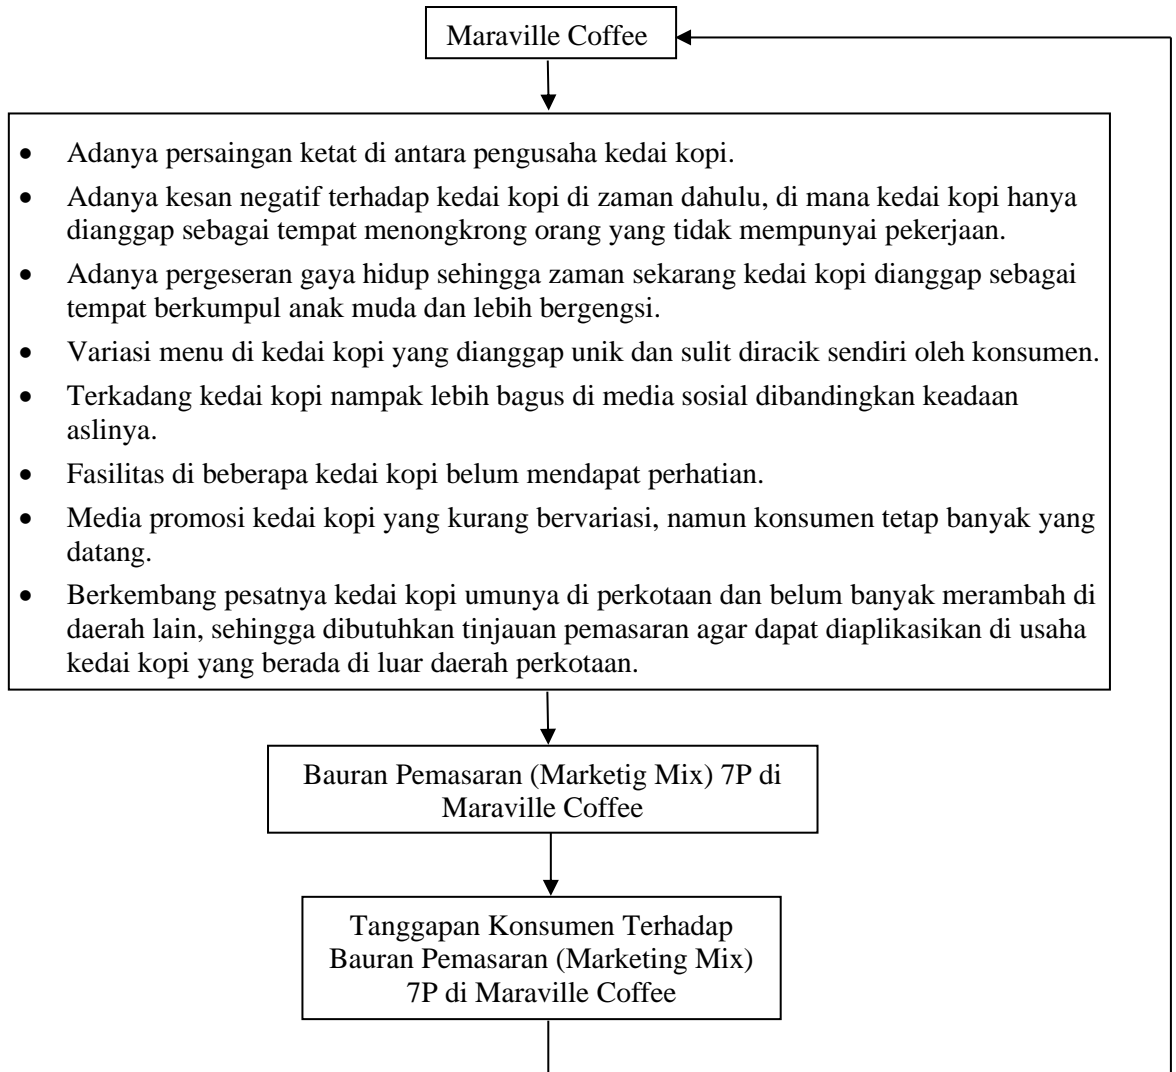 Maraville Coffee
• Adanya persaingan ketat di antara pengusaha kedai kopi.
• Adanya kesan negatif terhadap kedai kopi di zaman dahulu, di mana kedai kopi hanya
dianggap sebagai tempat menongkrong orang yang tidak mempunyai pekerjaan.
• Adanya pergeseran gaya hidup sehingga zaman sekarang kedai kopi dianggap sebagai
tempat berkumpul anak muda dan lebih bergengsi.
• Variasi menu di kedai kopi yang dianggap unik dan sulit diracik sendiri oleh konsumen.
• Terkadang kedai kopi nampak lebih bagus di media sosial dibandingkan keadaan
aslinya.
• Fasilitas di beberapa kedai kopi belum mendapat perhatian.
• Media promosi kedai kopi yang kurang bervariasi, namun konsumen tetap banyak yang
datang.
• Berkembang pesatnya kedai kopi umunya di perkotaan dan belum banyak merambah di
daerah lain, sehingga dibutuhkan tinjauan pemasaran agar dapat diaplikasikan di usaha
kedai kopi yang berada di luar daerah perkotaan.
Bauran Pemasaran (Marketig Mix) 7P di
Maraville Coffee
Tanggapan Konsumen Terhadap
Bauran Pemasaran (Marketing Mix)
7P di Maraville Coffee